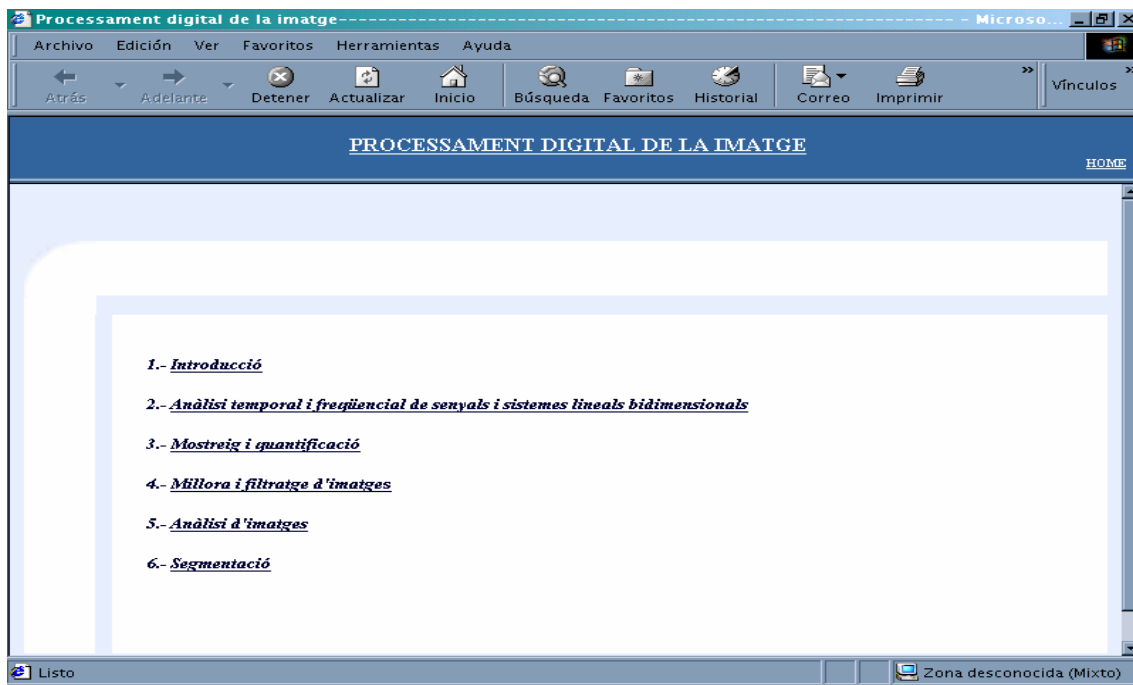 Processament digital de la imatge---------------------------------------------------------------------- - Microso...
Archivo Edición Ver Favoritos Herramientas Ayuda
Atrás Adelante Detener Actualizar Inicio Búsqueda Favoritos Historial Correo Imprimir » Vínculos »
PROCESSAMENT DIGITAL DE LA IMATGE
HOME
1.- Introducció
2.- Anàlisi temporal i freqüencial de senyals i sistemes lineals bidimensionals
3.- Mostreig i quantificació
4.- Millora i filtratge d'imatges
5.- Anàlisi d'imatges
6.- Segmentació
Listo Zona desconocida (Mixto)